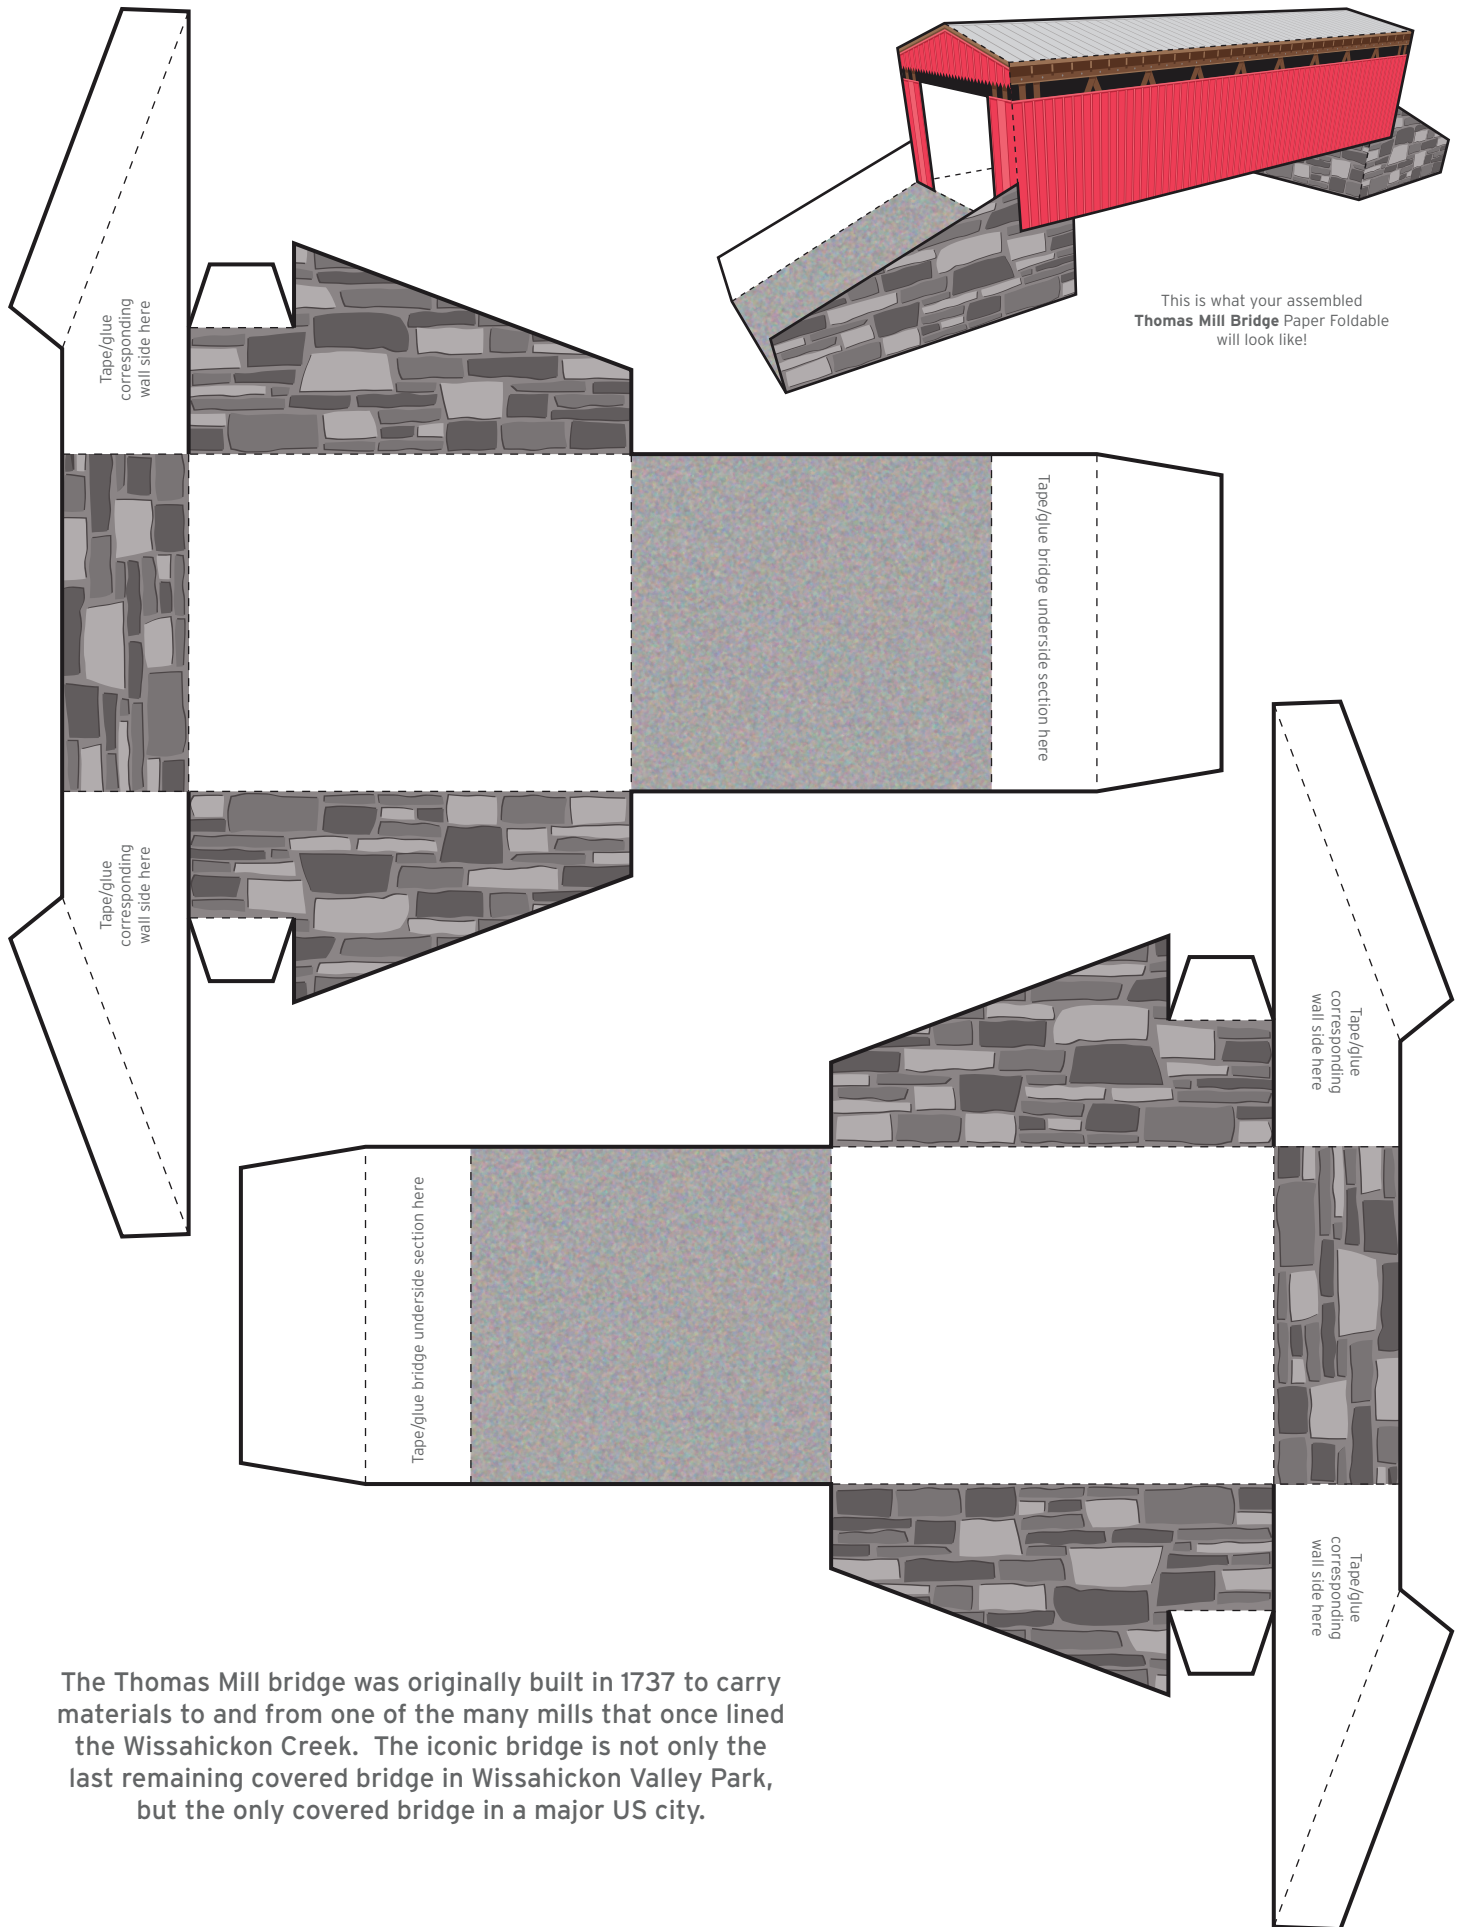 This is what your assembled
Thomas Mill Bridge Paper Foldable
will look like!
Tape/glue
corresponding
wall side here
Tape/glue bridge underside section here
Tape/glue
corresponding
wall side here
Tape/glue
corresponding
wall side here
Tape/glue bridge underside section here
Tape/glue
corresponding
wall side here
The Thomas Mill bridge was originally built in 1737 to carry
materials to and from one of the many mills that once lined
the Wissahickon Creek.  The iconic bridge is not only the
last remaining covered bridge in Wissahickon Valley Park,
but the only covered bridge in a major US city.